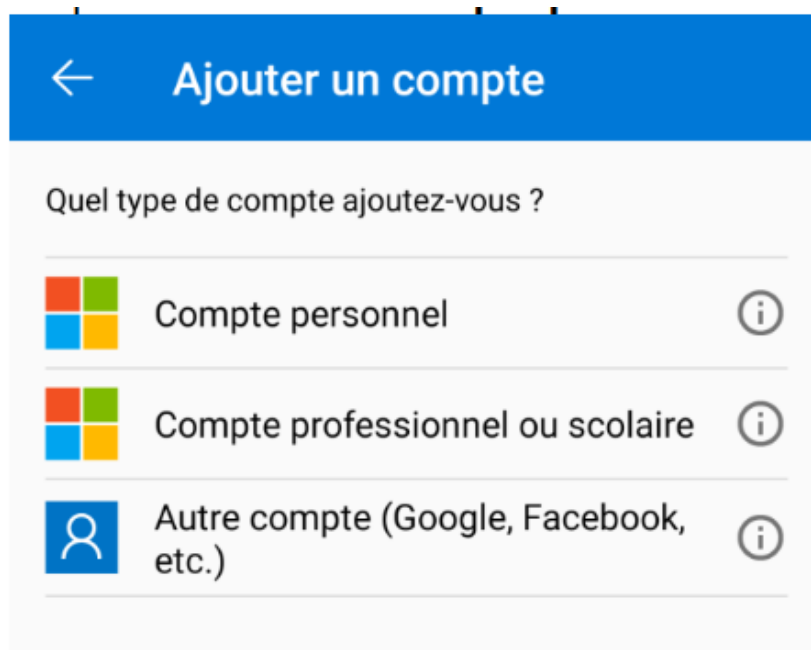 Ajouter un compte
Quel type de compte ajoutez-vous ?
Compte personnel
Compte professionnel ou scolaire
Autre compte (Google, Facebook,
etc.)